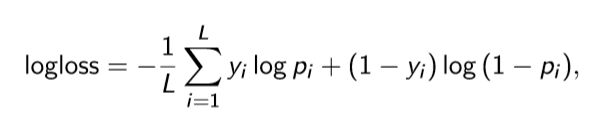 logloss = − 1/L ∑_{i=1}^{L} y_i log p_i + (1 − y_i) log (1 − p_i),